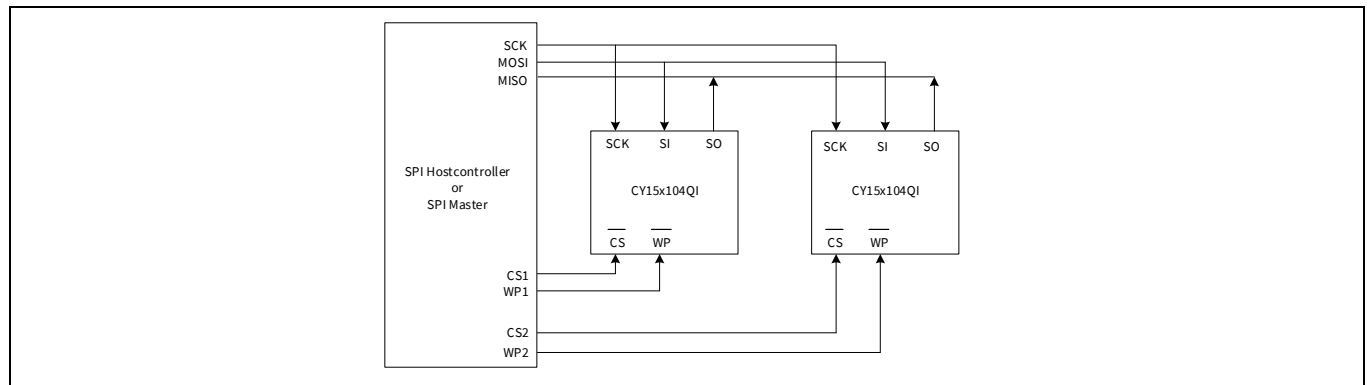 SCK
MOSI
MISO
SPI Hostcontroller
or
SPI Master
CS1
WP1
CS2
WP2
SCK SI SO
CY15x104QI
CS WP
SCK SI SO
CY15x104QI
CS WP